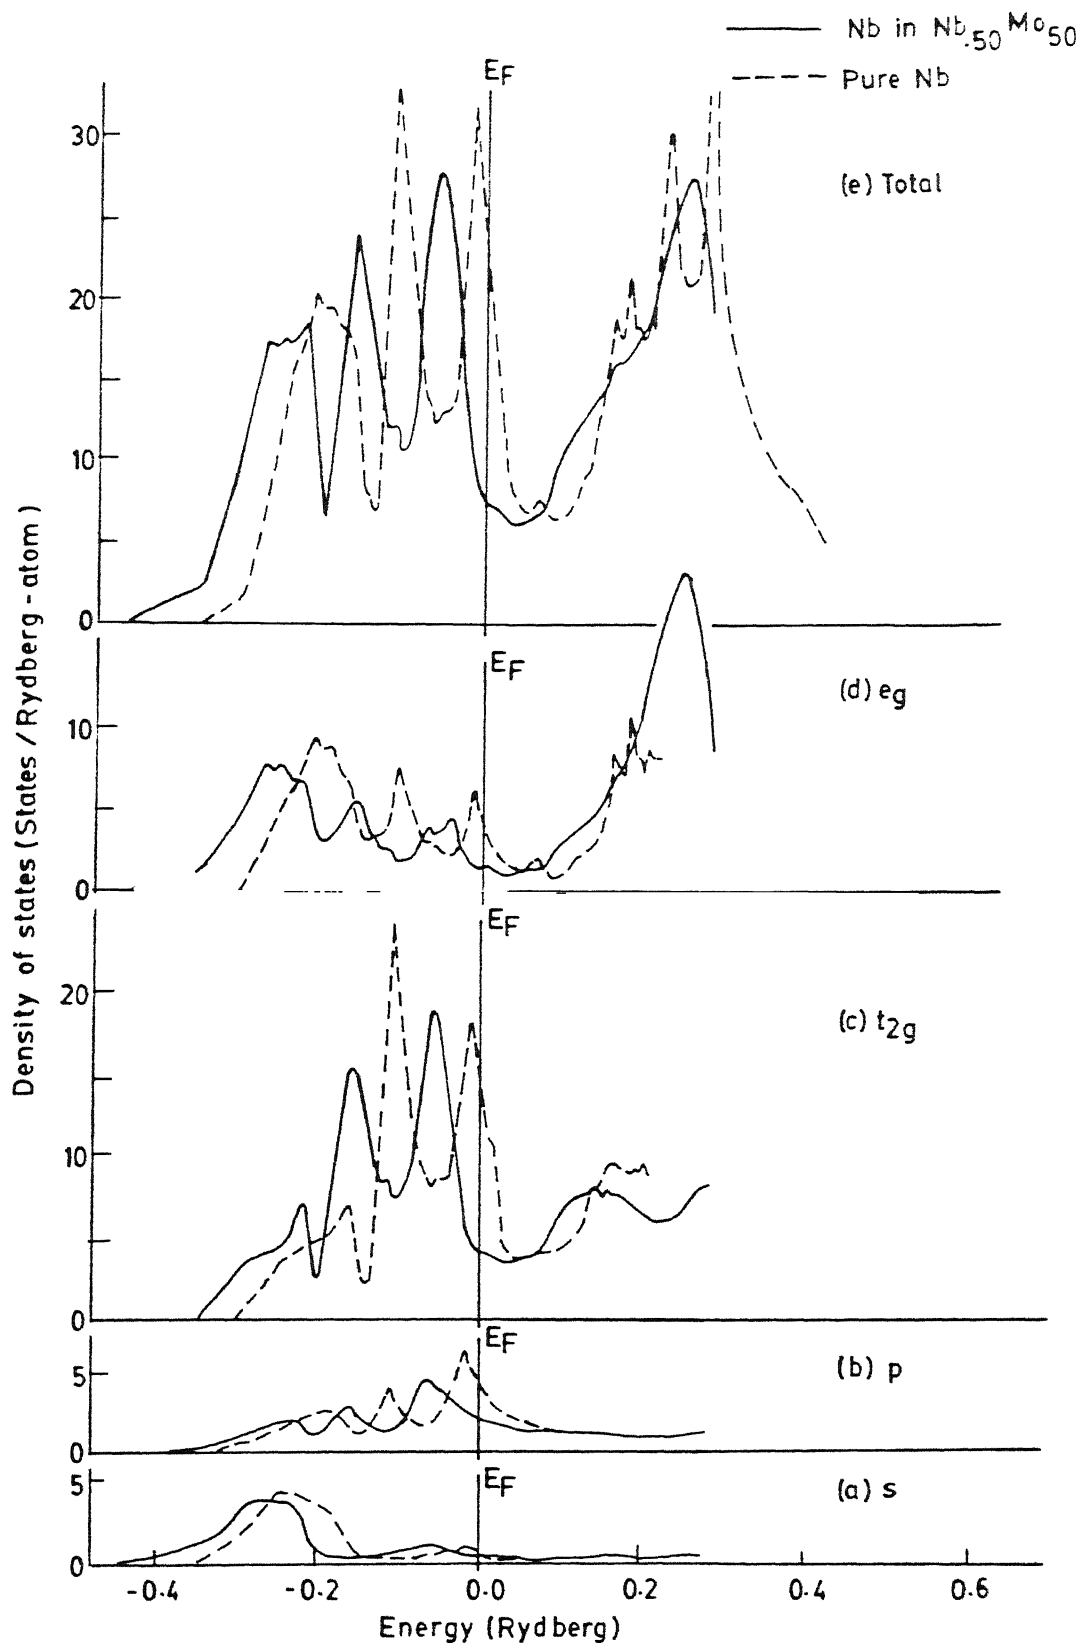 Nb in Nb.50 Mo50
Pure Nb
EF
30
20
10
0
(e) Total
EF
10
0
(d) eg
EF
20
10
0
(c) t2g
EF
5
0
(b) p
EF
5
0
(a) s
-0.4 -0.2 0.0 0.2 0.4 0.6
Energy (Rydberg)
Density of states (States / Rydberg-atom)